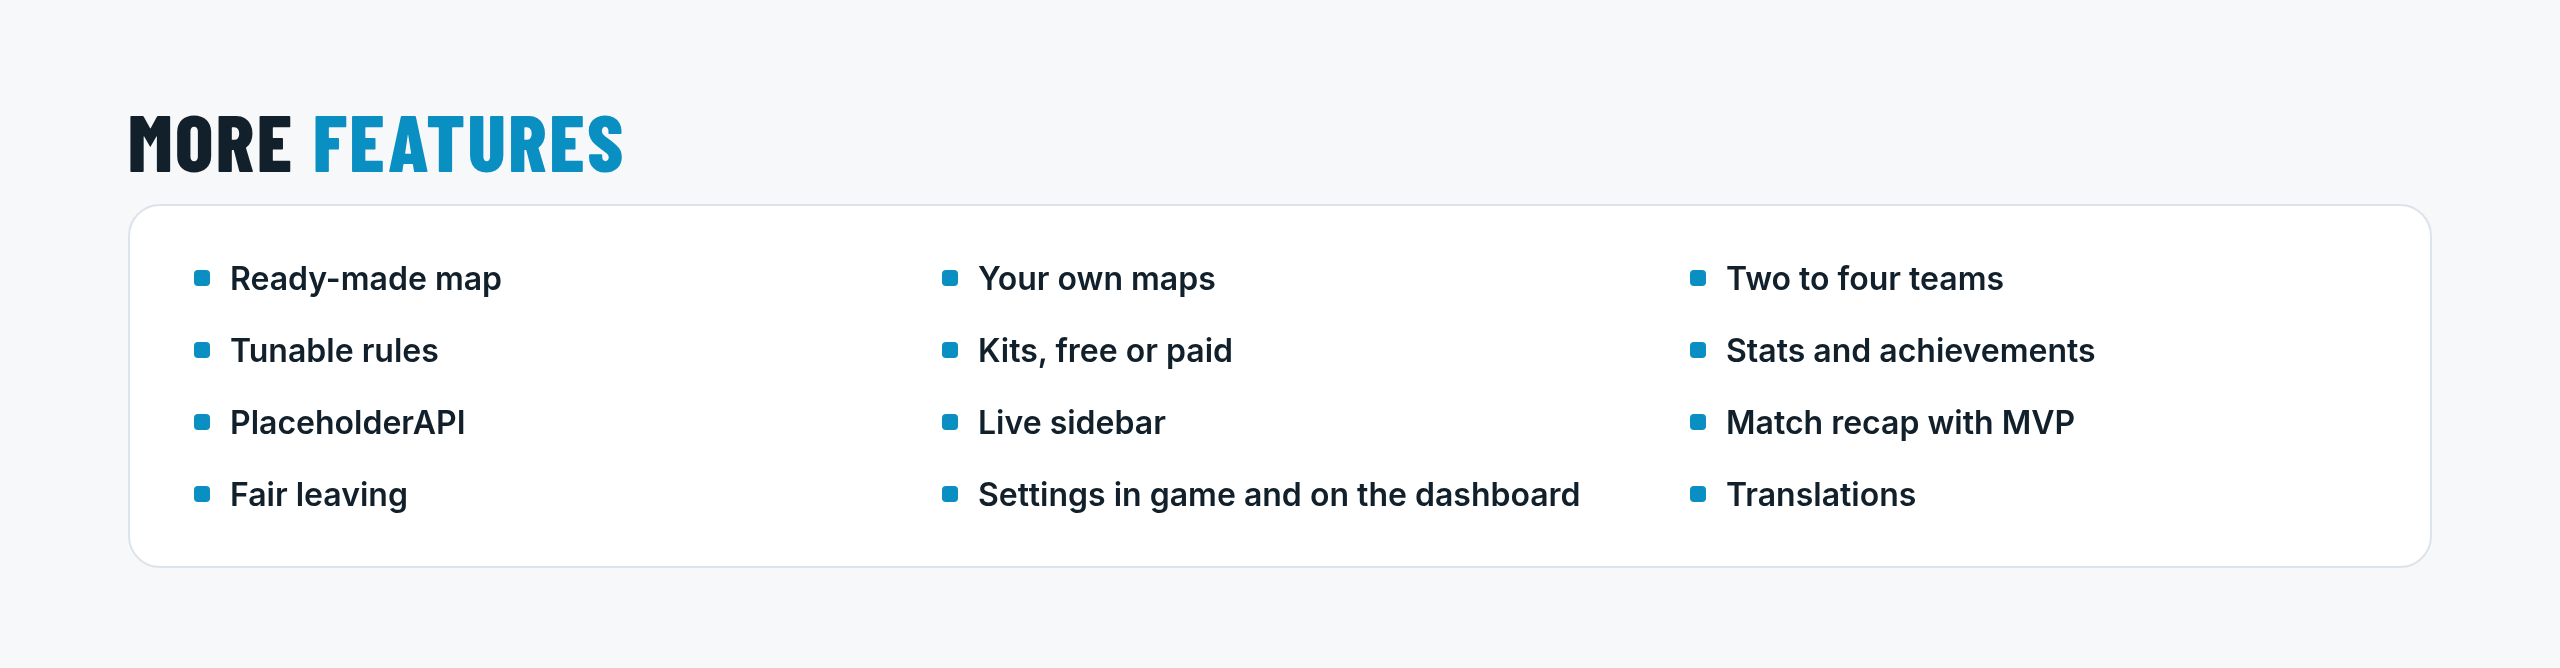 MORE FEATURES
Ready-made map
Your own maps
Two to four teams
Tunable rules
Kits, free or paid
Stats and achievements
PlaceholderAPI
Live sidebar
Match recap with MVP
Fair leaving
Settings in game and on the dashboard
Translations